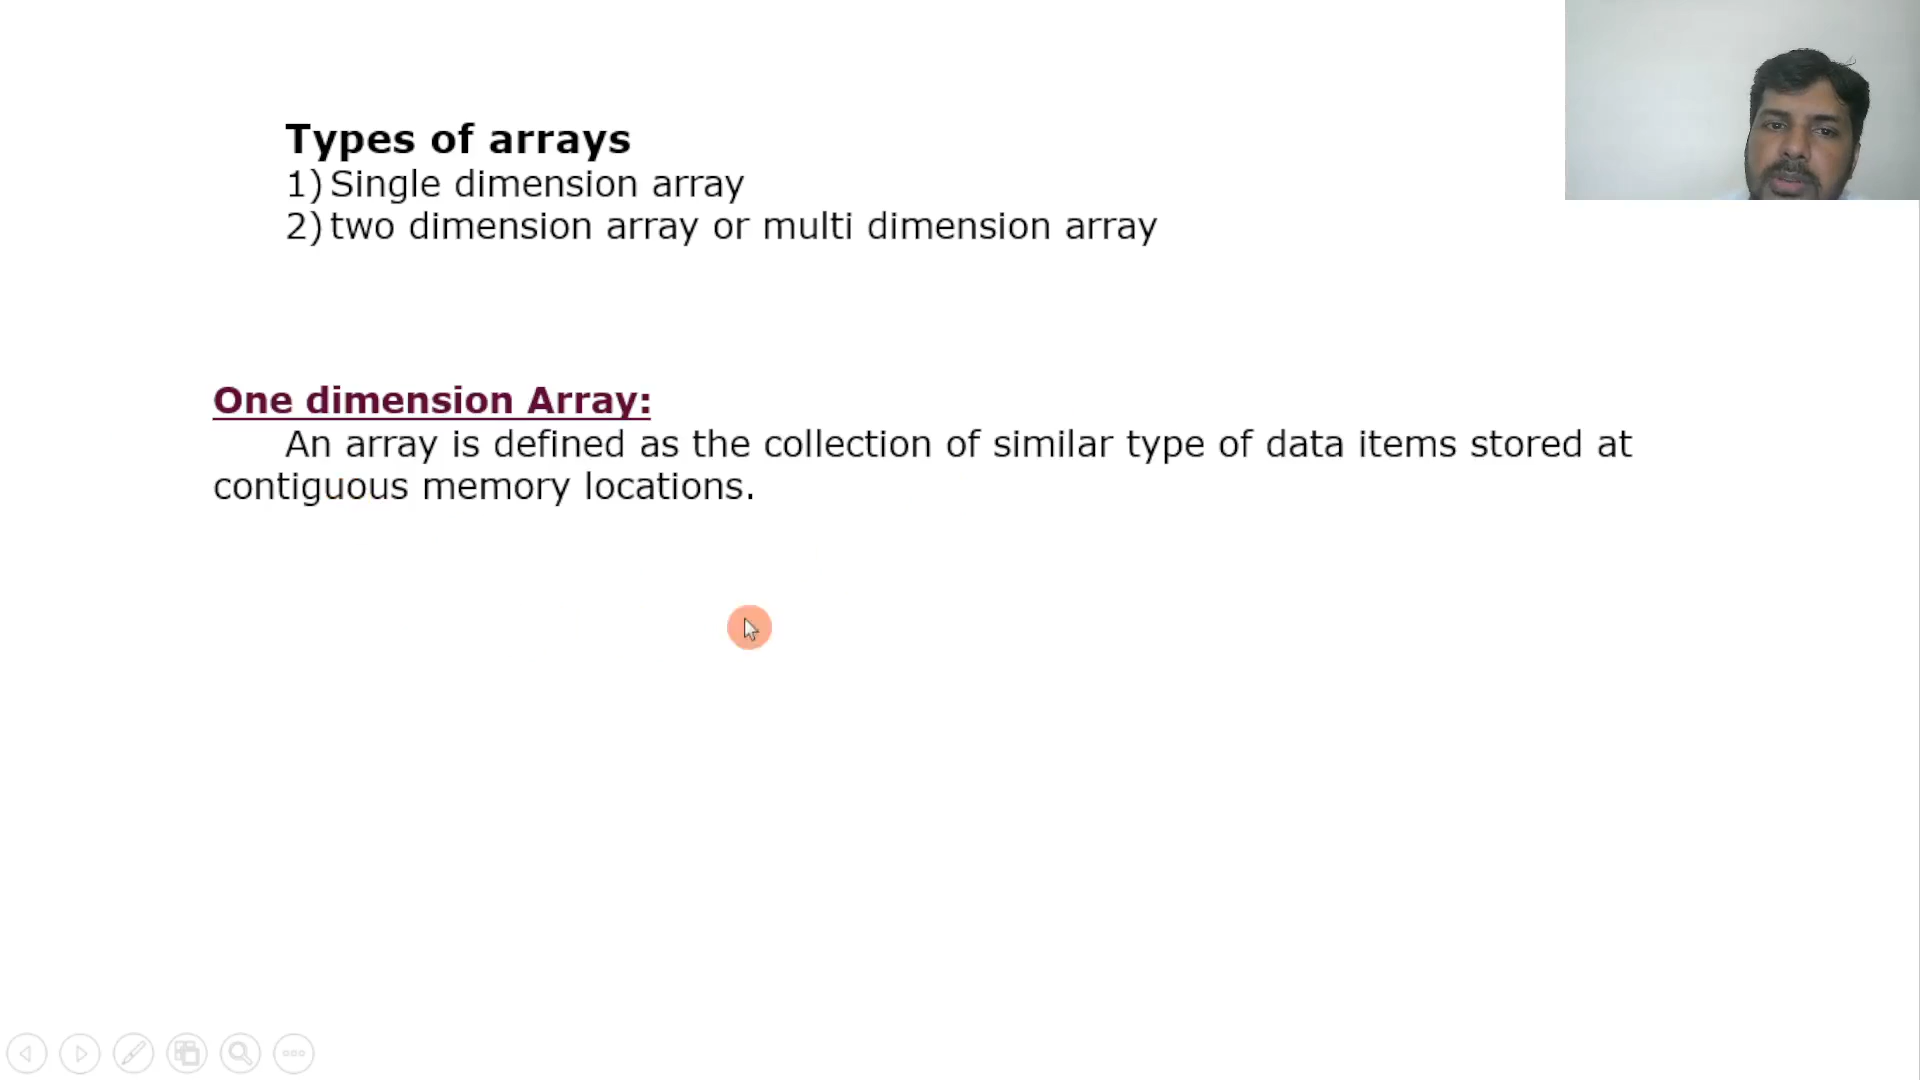 Types of arrays
1) Single dimension array
2) two dimension array or multi dimension array
One dimension Array:
An array is defined as the collection of similar type of data items stored at
contiguous memory locations.